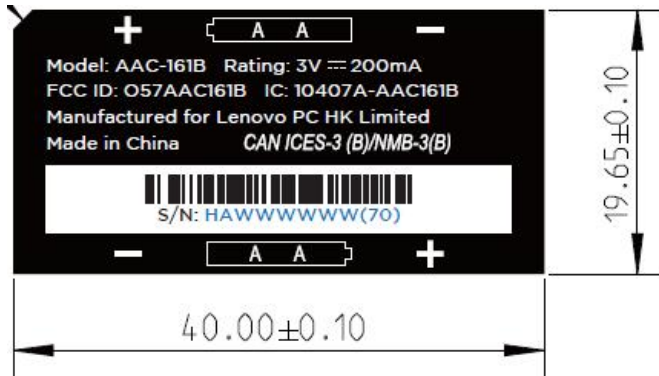 + A A −
Model: AAC-161B Rating: 3V ⎓ 200mA
FCC ID: O57AAC161B IC: 10407A-AAC161B
Manufactured for Lenovo PC HK Limited
Made in China CAN ICES-3 (B)/NMB-3(B)
S/N: HAWWWWWW(70)
− A A +
19.65±0.10
40.00±0.10